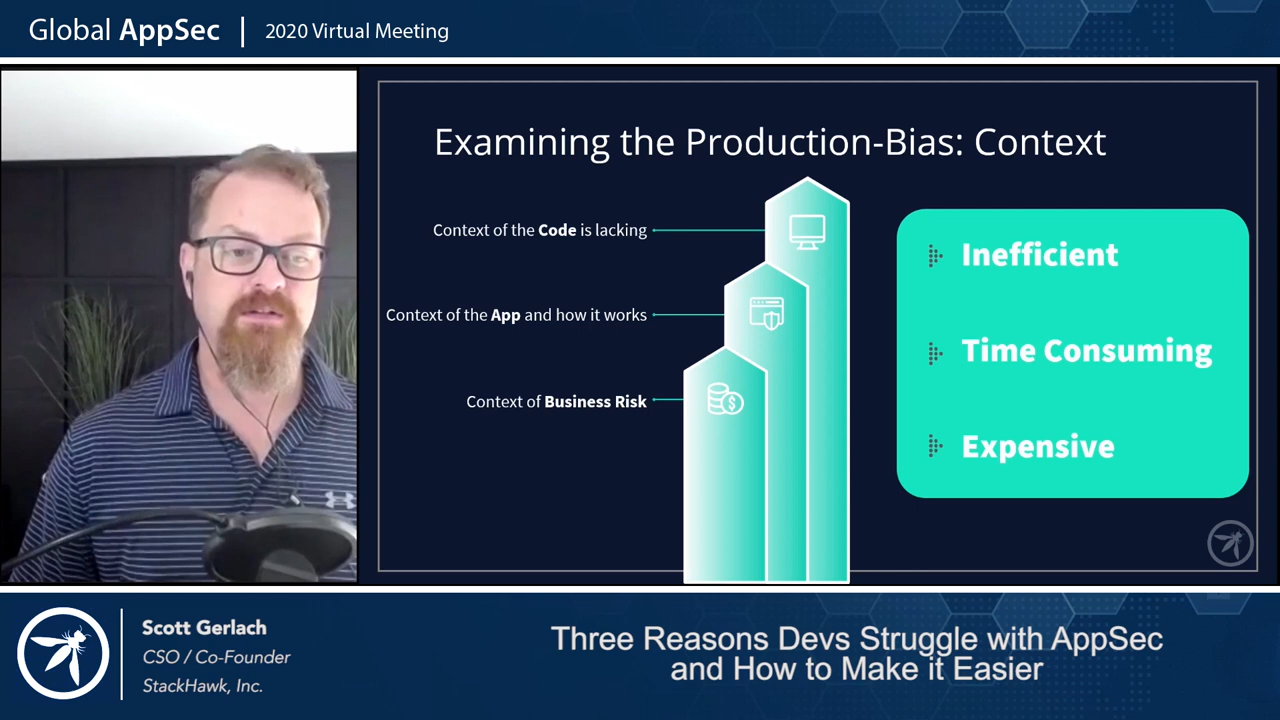 Global AppSec | 2020 Virtual Meeting
Examining the Production-Bias: Context
Context of the Code is lacking
Context of the App and how it works
Context of Business Risk
Inefficient
Time Consuming
Expensive
Scott Gerlach
CSO / Co-Founder
StackHawk, Inc.
Three Reasons Devs Struggle with AppSec
and How to Make it Easier